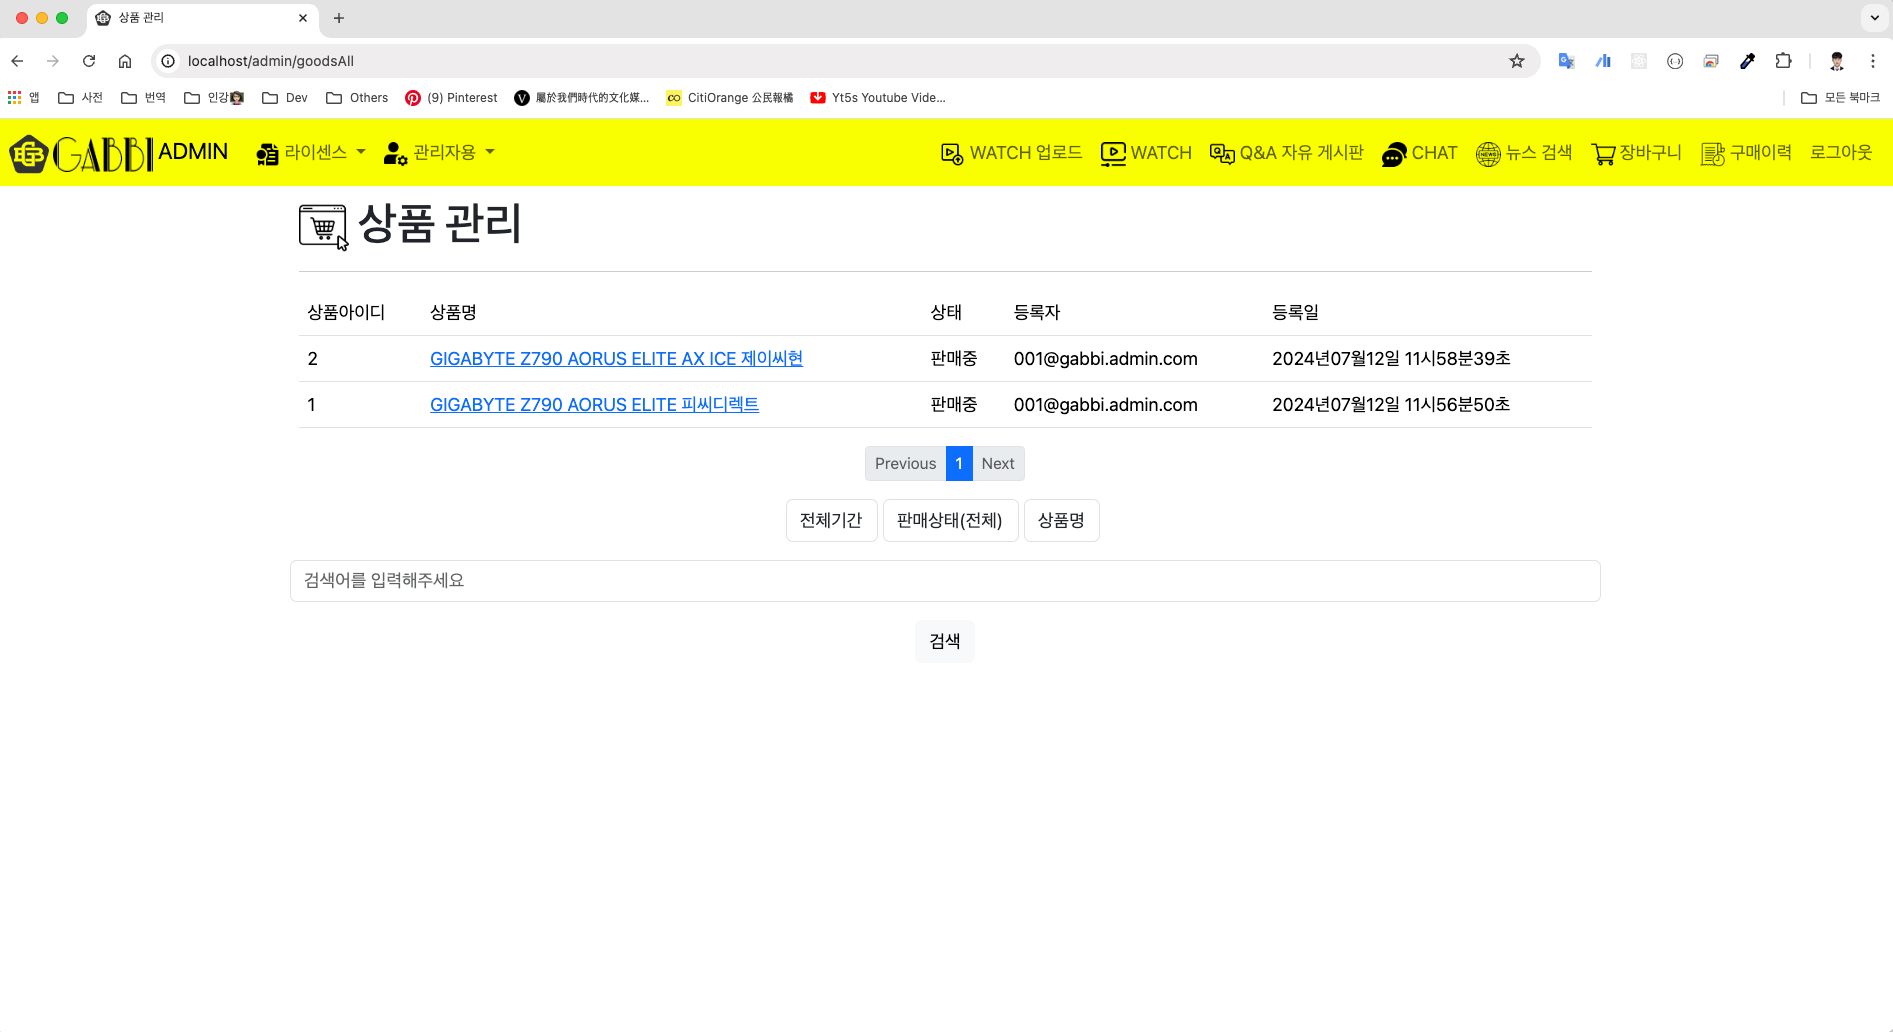 상품 관리
localhost/admin/goodsAll
앱 사전 번역 인강 Dev Others (9) Pinterest 屬於我們時代的文化媒... CitiOrange 公民報橘 Yt5s Youtube Vide... 모든 북마크
GABBI ADMIN 라이센스 관리자용 WATCH 업로드 WATCH Q&A 자유 게시판 CHAT 뉴스 검색 장바구니 구매이력 로그아웃
상품 관리
상품아이디 상품명 상태 등록자 등록일
2 GIGABYTE Z790 AORUS ELITE AX ICE 제이씨현 판매중 001@gabbi.admin.com 2024년07월12일 11시58분39초
1 GIGABYTE Z790 AORUS ELITE 피씨디렉트 판매중 001@gabbi.admin.com 2024년07월12일 11시56분50초
Previous 1 Next
전체기간 판매상태(전체) 상품명
검색어를 입력해주세요
검색